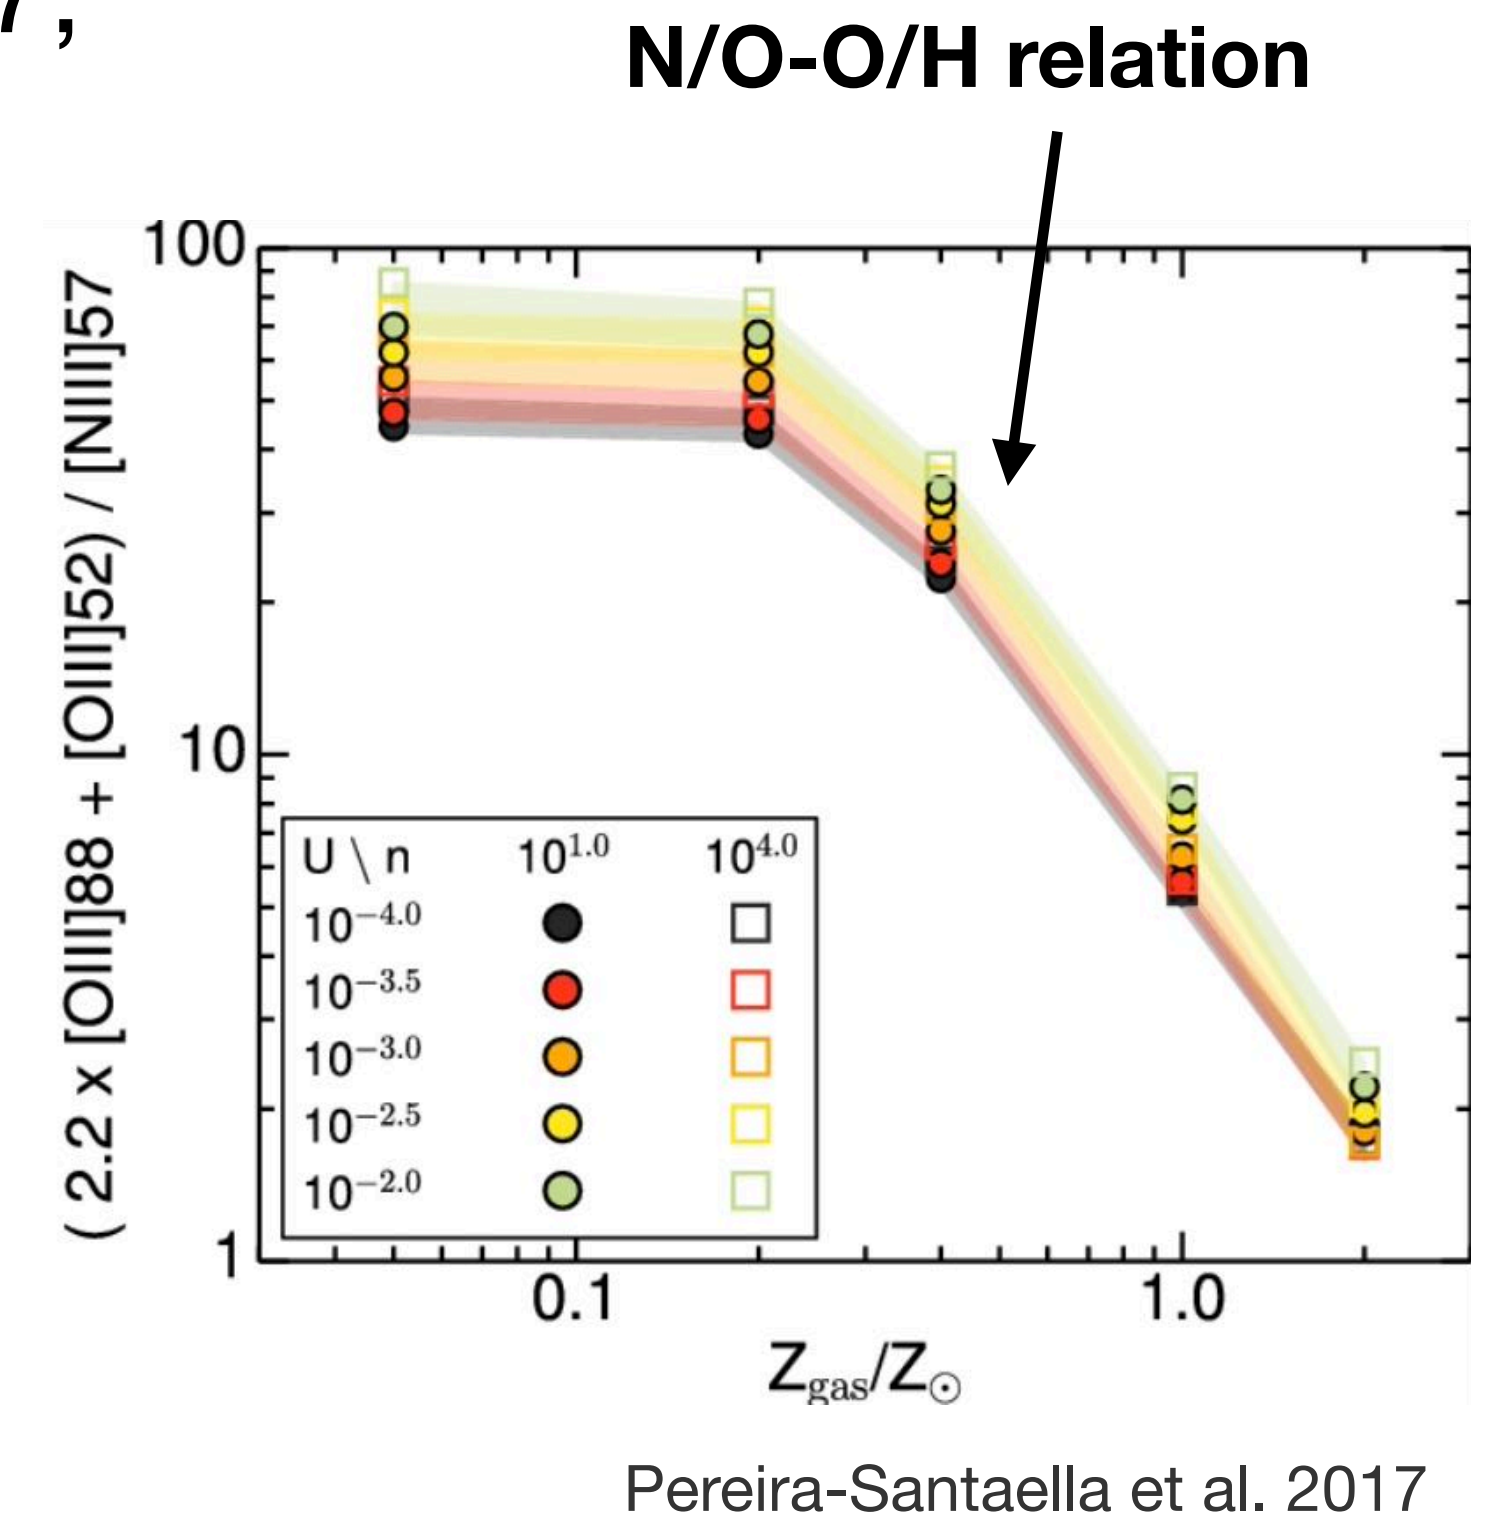 7 ,
N/O-O/H relation
100
10
1
( 2.2 x [OIII]88 + [OIII]52) / [NIII]57
U \ n 10^1.0 10^4.0
10^−4.0
10^−3.5
10^−3.0
10^−2.5
10^−2.0
0.1 1.0
Z_gas/Z_⊙
Pereira-Santaella et al. 2017